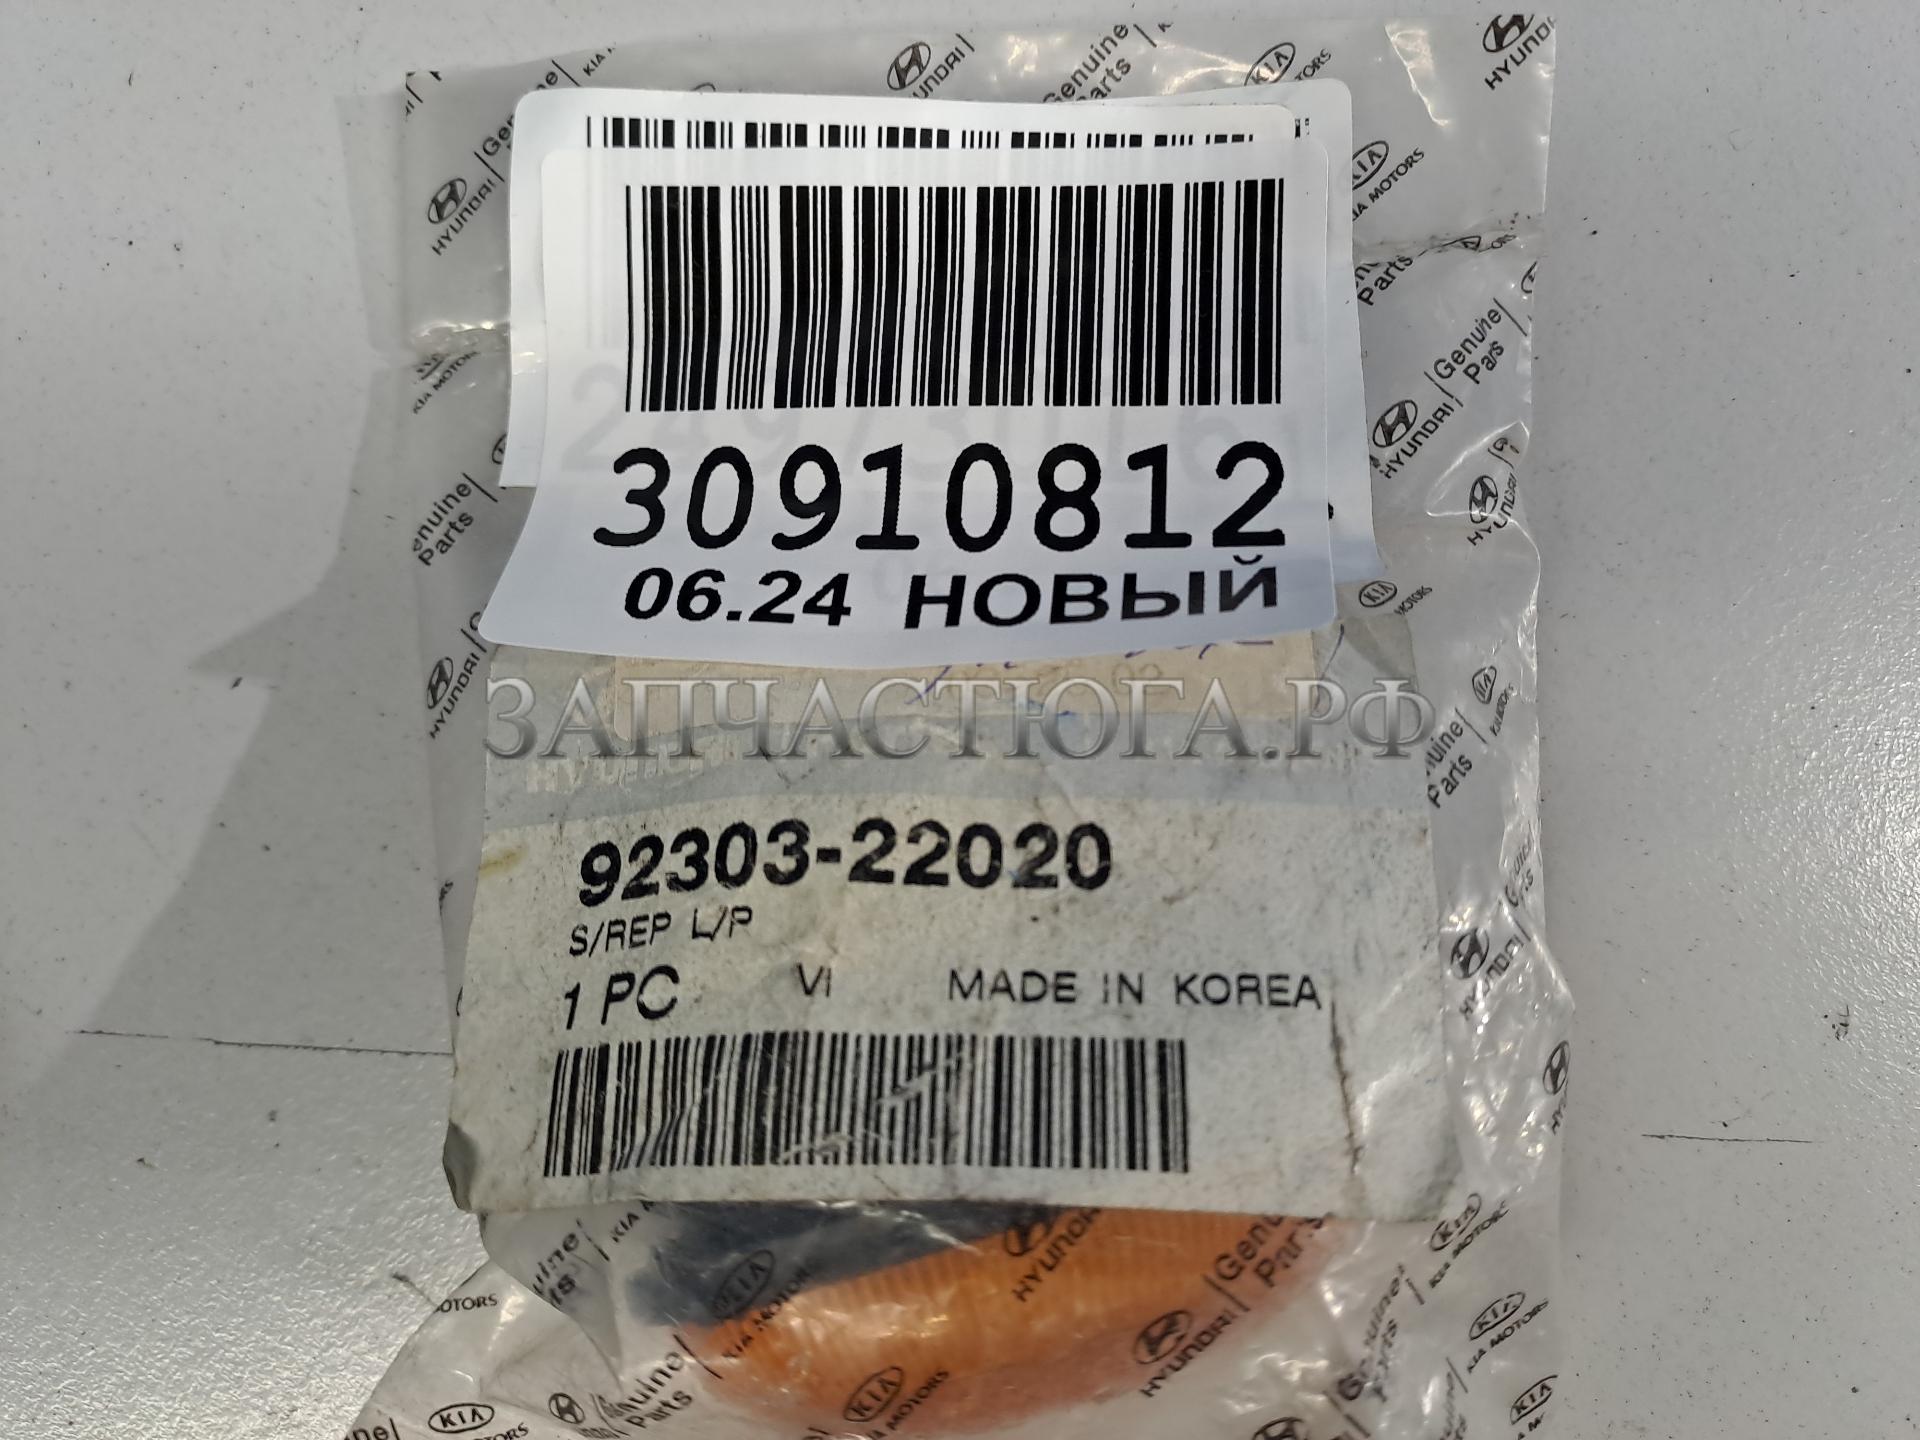 30910812
06.24 НОВЫЙ
ЗАПЧАСТЮГА.РФ
92303-22020
S/REP L/P
1 PC VI MADE IN KOREA
HYUNDAI
Genuine Parts
KIA MOTORS